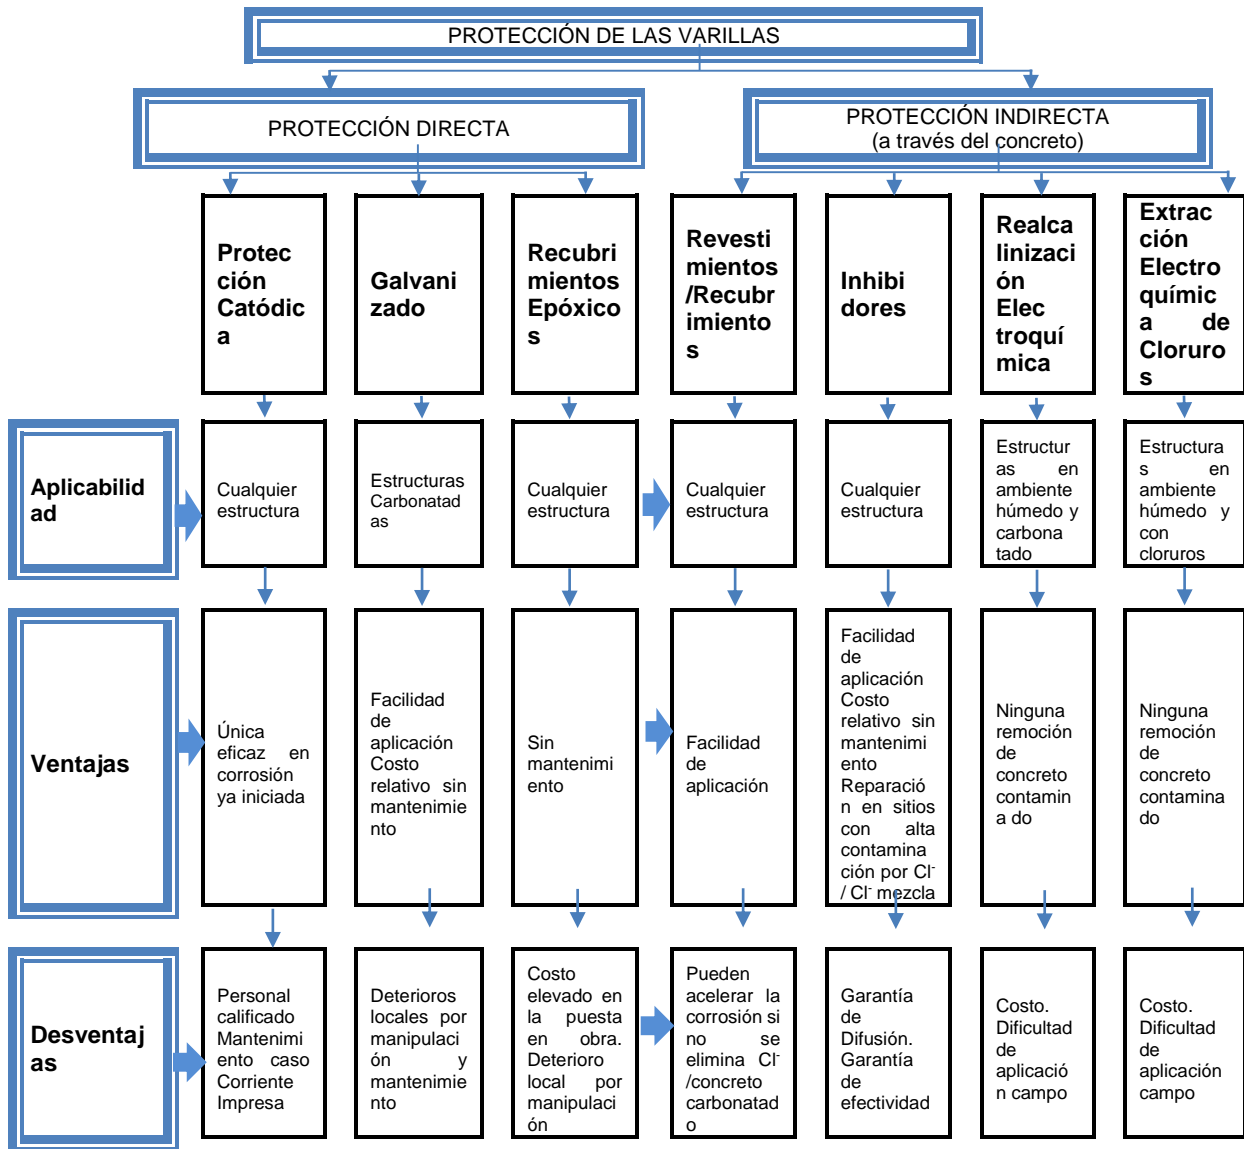 PROTECCIÓN DE LAS VARILLAS
PROTECCIÓN DIRECTA
PROTECCIÓN INDIRECTA
(a través del concreto)
Protec
ción
Catódic
a
Galvani
zado
Recubri
mientos
Epóxico
s
Revesti
mientos
/Recubr
imiento
s
Inhibi
dores
Realca
linizaci
ón
Elec
troquí
mica
Extrac
ción
Electro
químic
a de
Cloruro
s
Aplicabilid
ad
Cualquier
estructura
Estructuras
Carbonatad
as
Cualquier
estructura
Cualquier
estructura
Cualquier
estructura
Estructur
as en
ambiente
húmedo y
carbona
tado
Estructura
s en
ambiente
húmedo y
con
cloruros
Ventajas
Única
eficaz en
corrosión
ya iniciada
Facilidad
de
aplicación
Costo
relativo sin
mantenimie
nto
Sin
mantenimi
ento
Facilidad
de
aplicación
Facilidad
de
aplicación
Costo
relativo sin
mantenimi
ento
Reparació
n en sitios
con alta
contamina
ción por Cl⁻
/ Cl⁻ mezcla
Ninguna
remoción
de
concreto
contamin
a do
Ninguna
remoción
de
concreto
contamina
do
Desventaj
as
Personal
calificado
Mantenimi
ento caso
Corriente
Impresa
Deterioros
locales por
manipulaci
ón y
mantenimie
nto
Costo
elevado en
la puesta
en obra.
Deterioro
local por
manipulaci
ón
Pueden
acelerar la
corrosión si
no se
elimina Cl⁻
/concreto
carbonatad
o
Garantía
de
Difusión.
Garantía
de
efectividad
Costo.
Dificultad
de
aplicació
n campo
Costo.
Dificultad
de
aplicación
campo